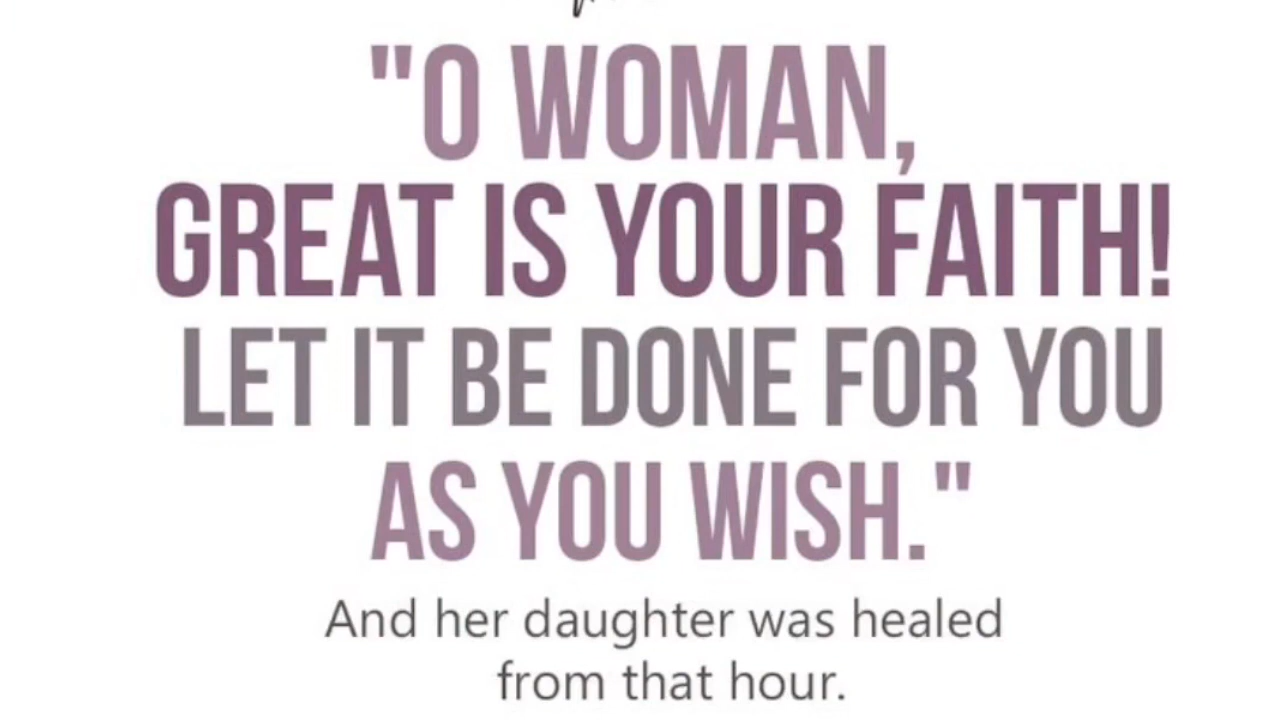 "O WOMAN,
GREAT IS YOUR FAITH!
LET IT BE DONE FOR YOU
AS YOU WISH."
And her daughter was healed
from that hour.